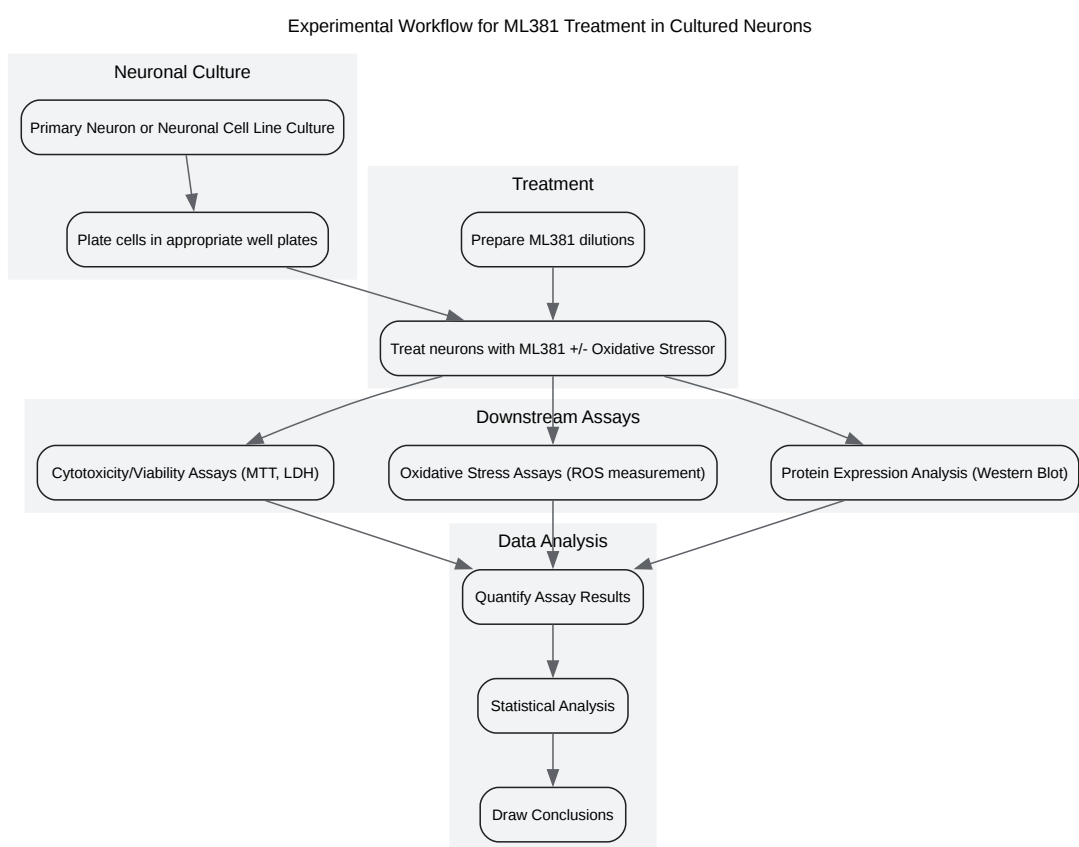 Experimental Workflow for ML381 Treatment in Cultured Neurons
Neuronal Culture
Primary Neuron or Neuronal Cell Line Culture
Plate cells in appropriate well plates
Treatment
Prepare ML381 dilutions
Treat neurons with ML381 +/- Oxidative Stressor
Downstream Assays
Cytotoxicity/Viability Assays (MTT, LDH)
Oxidative Stress Assays (ROS measurement)
Protein Expression Analysis (Western Blot)
Data Analysis
Quantify Assay Results
Statistical Analysis
Draw Conclusions